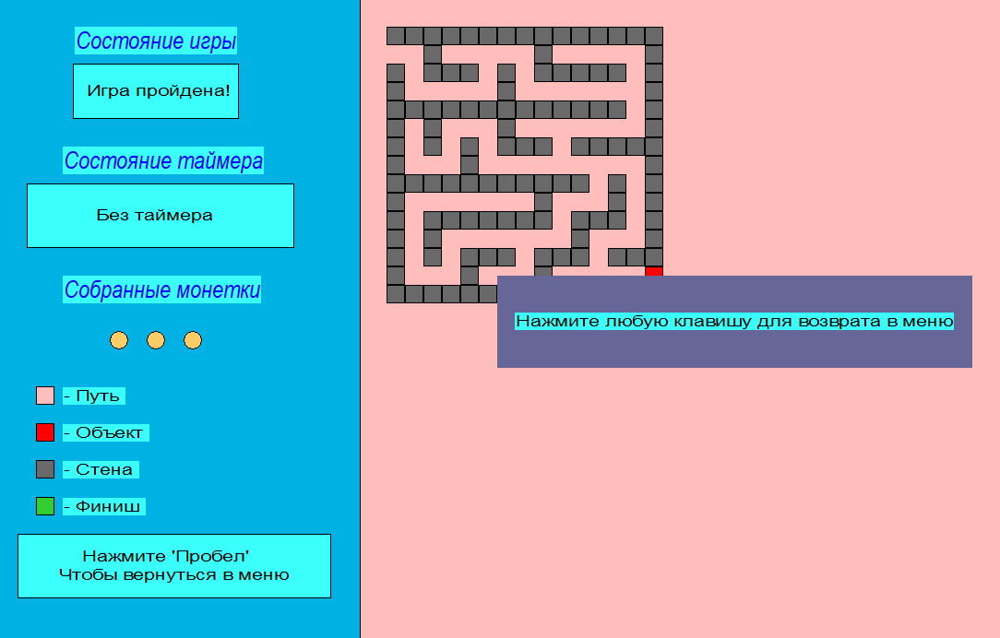 Состояние игры
Игра пройдена!
Состояние таймера
Без таймера
Собранные монетки
- Путь
- Объект
- Стена
- Финиш
Нажмите 'Пробел'
Чтобы вернуться в меню
Нажмите любую клавишу для возврата в меню